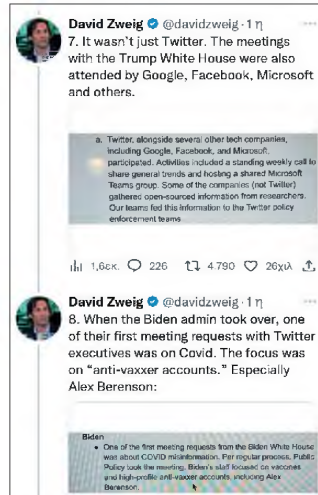 David Zweig @davidzweig · 1 η
7. It wasn't just Twitter. The meetings
with the Trump White House were also
attended by Google, Facebook, Microsoft
and others.
a. Twitter, alongside several other tech companies,
including Google, Facebook, and Microsoft,
participated. Activities included a standing weekly call to
share general trends and hosting a shared Microsoft
Teams group. Some of the companies (not Twitter)
gathered open-sourced information from researchers.
Our teams fed this information to the Twitter policy
enforcement teams
1,6εκ. 226 4.790 26χιλ
David Zweig @davidzweig · 1 η
8. When the Biden admin took over, one
of their first meeting requests with Twitter
executives was on Covid. The focus was
on "anti-vaxxer accounts." Especially
Alex Berenson:
Biden
• One of the first meeting requests from the Biden White House
was about COVID misinformation. Per regular process, Public
Policy took the meeting. Biden's staff focused on vaccines
and high-profile anti-vaxxer accounts, including Alex
Berenson.